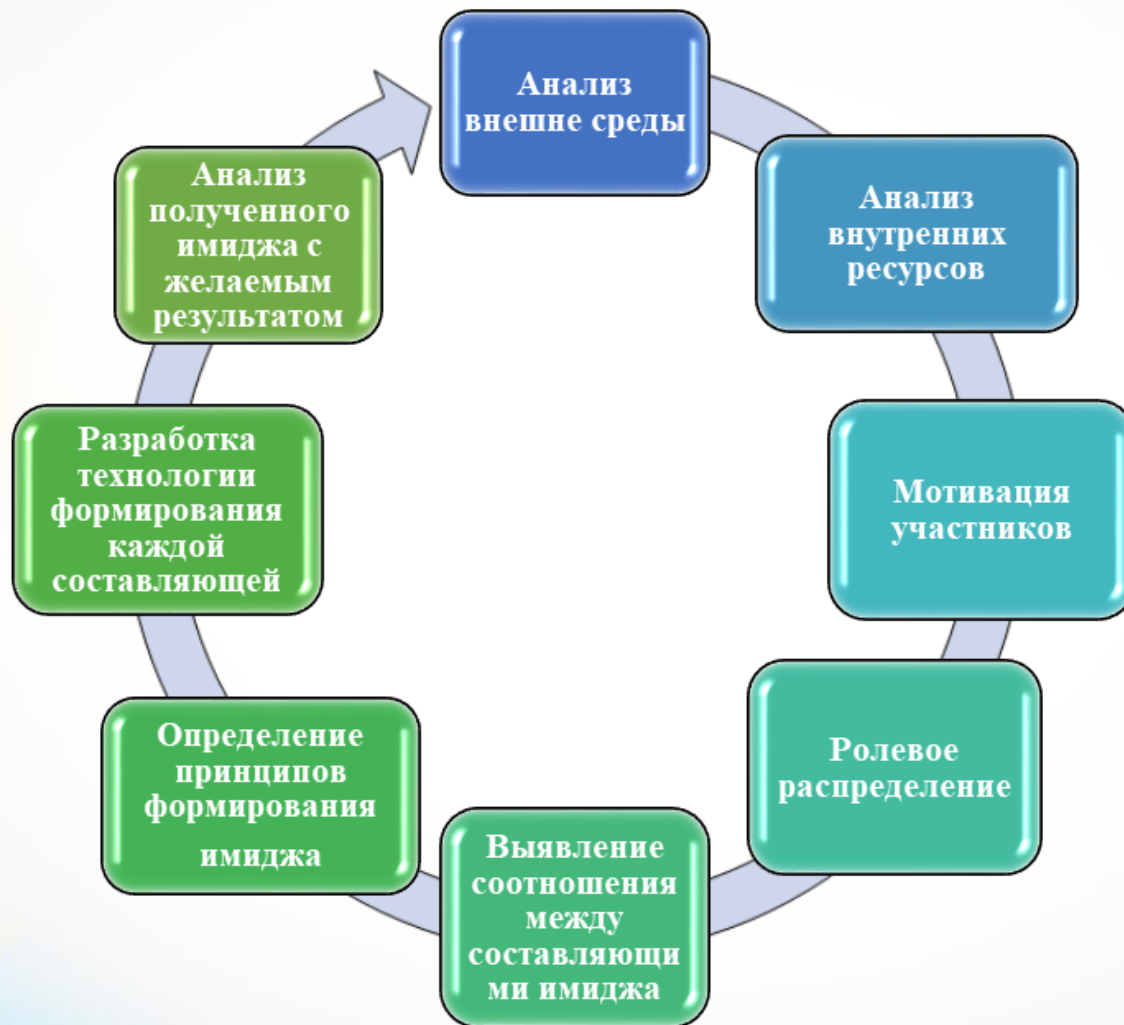 Анализ
внешне среды
Анализ
внутренних
ресурсов
Мотивация
участников
Ролевое
распределение
Выявление
соотношения
между
составляющи
ми имиджа
Определение
принципов
формирования
имиджа
Разработка
технологии
формирования
каждой
составляющей
Анализ
полученного
имиджа с
желаемым
результатом